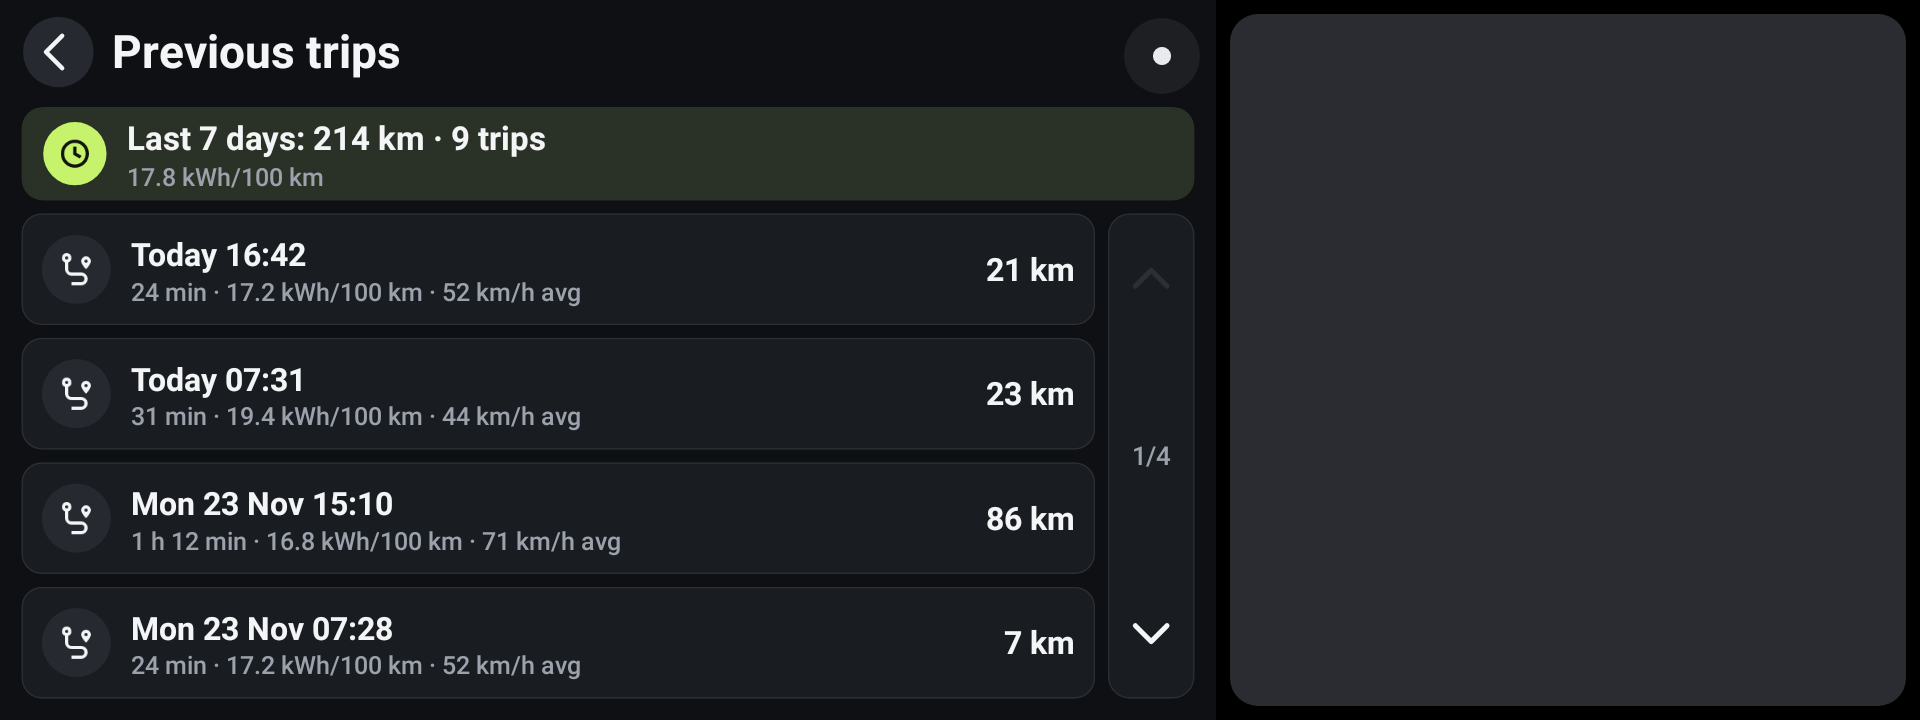 Previous trips
Last 7 days: 214 km · 9 trips
17.8 kWh/100 km
Today 16:42
24 min · 17.2 kWh/100 km · 52 km/h avg
21 km
Today 07:31
31 min · 19.4 kWh/100 km · 44 km/h avg
23 km
Mon 23 Nov 15:10
1 h 12 min · 16.8 kWh/100 km · 71 km/h avg
86 km
Mon 23 Nov 07:28
24 min · 17.2 kWh/100 km · 52 km/h avg
7 km
1/4